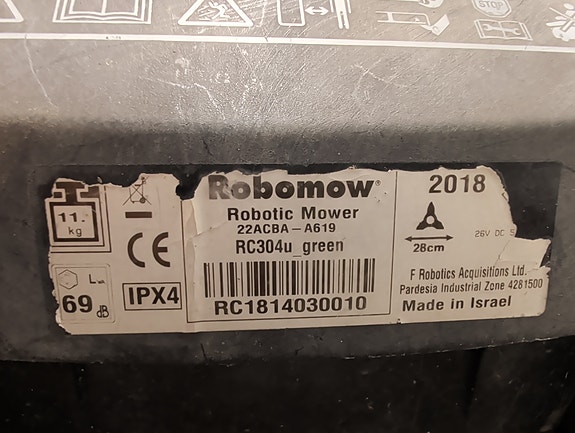 STOP
Robomow®
Robotic Mower
22ACBA-A619
RC304u_green
RC1814030010
11.
kg
CE
69 dB
IPX4
2018
28cm
26V DC
F Robotics Acquisitions Ltd.
Pardesia Industrial Zone 4281500
Made in Israel